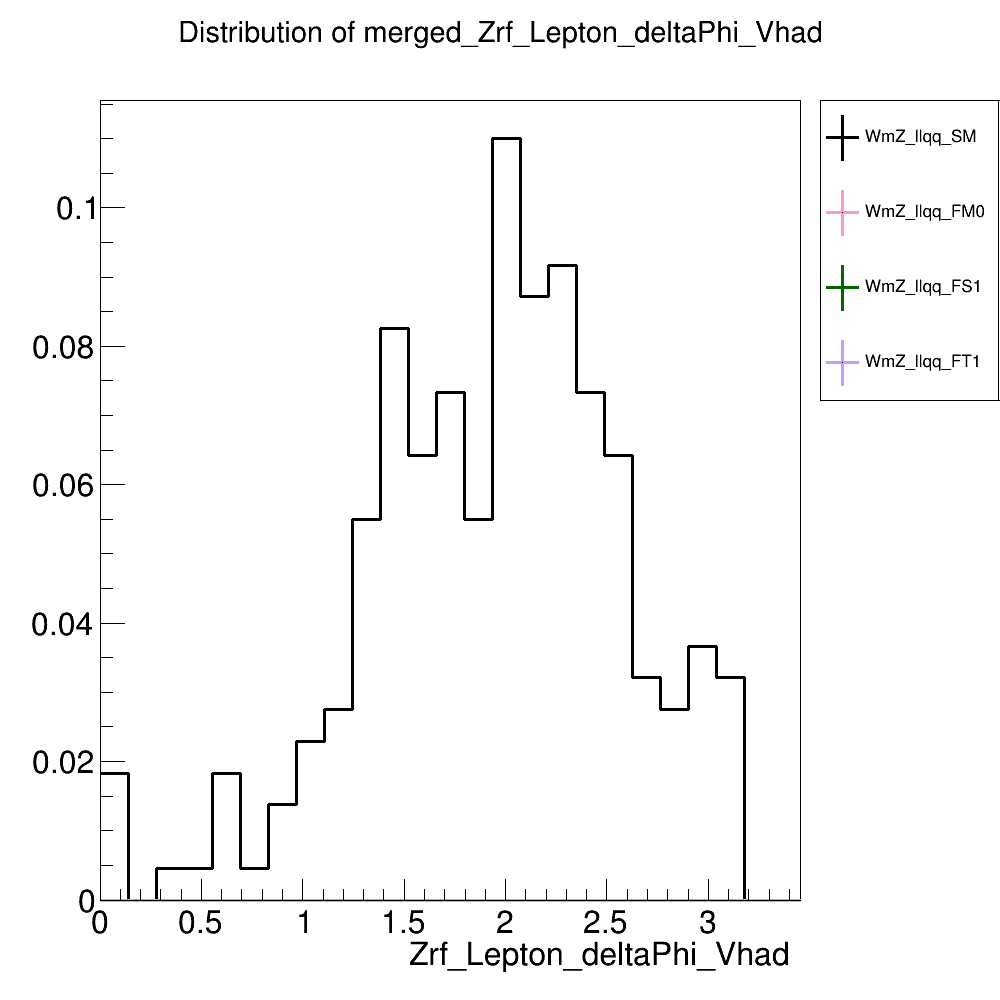 Distribution of merged_Zrf_Lepton_deltaPhi_Vhad
WmZ_llqq_SM
WmZ_llqq_FM0
WmZ_llqq_FS1
WmZ_llqq_FT1
0.1
0.08
0.06
0.04
0.02
0
0 0.5 1 1.5 2 2.5 3
Zrf_Lepton_deltaPhi_Vhad